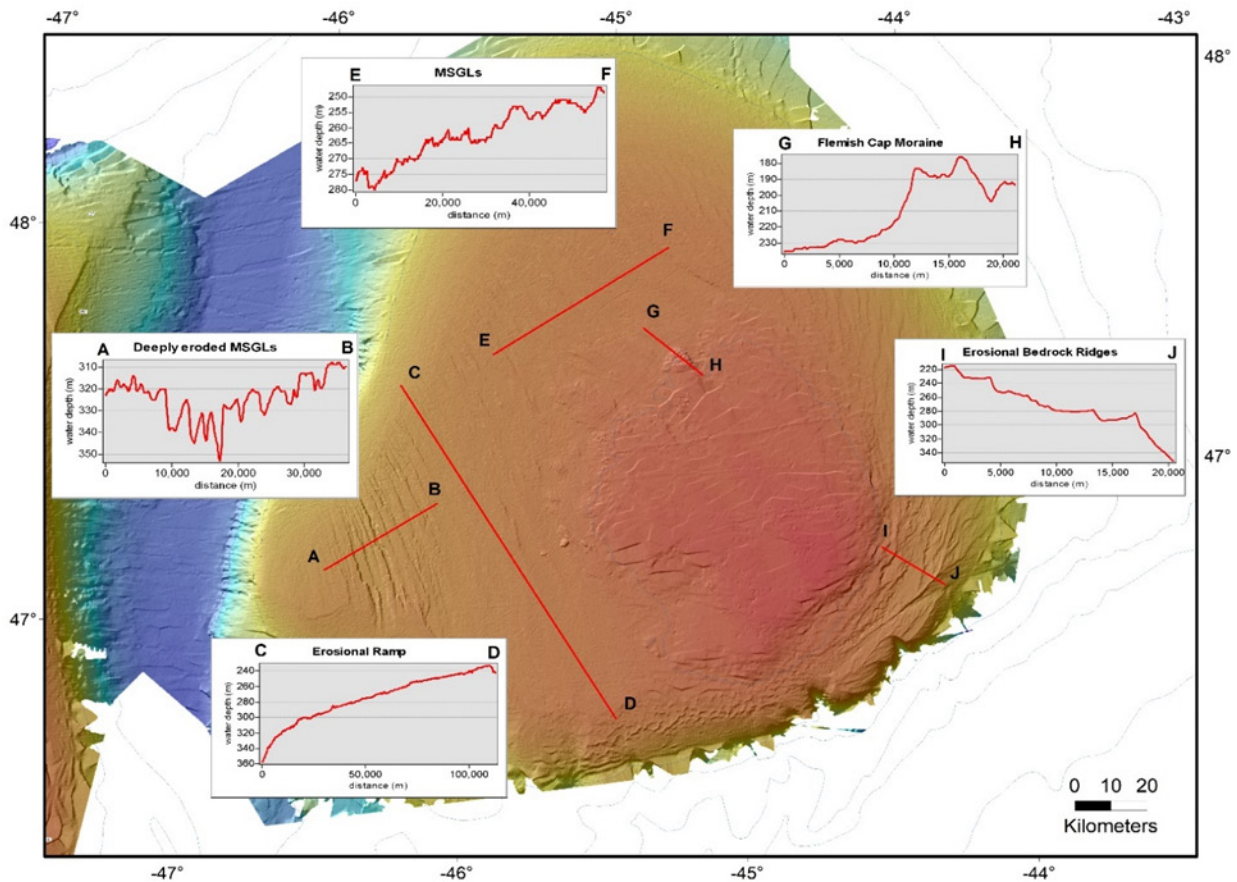 -47° -46° -45° -44° -43°
48°
E MSGLs F
water depth (m)
250
255
260
265
270
275
280
0 20,000 40,000
distance (m)
G Flemish Cap Moraine H
water depth (m)
180
190
200
210
220
230
0 5,000 10,000 15,000 20,000
distance (m)
48°
F
G
E
H
C
A Deeply eroded MSGLs B
water depth (m)
310
320
330
340
350
0 10,000 20,000 30,000
distance (m)
I Erosional Bedrock Ridges J
water depth (m)
220
240
260
280
300
320
340
0 5,000 10,000 15,000 20,000
distance (m)
47°
B
A
I
J
47°
C Erosional Ramp D
water depth (m)
240
260
280
300
320
340
360
0 50,000 100,000
distance (m)
D
0 10 20
Kilometers
-47° -46° -45° -44°